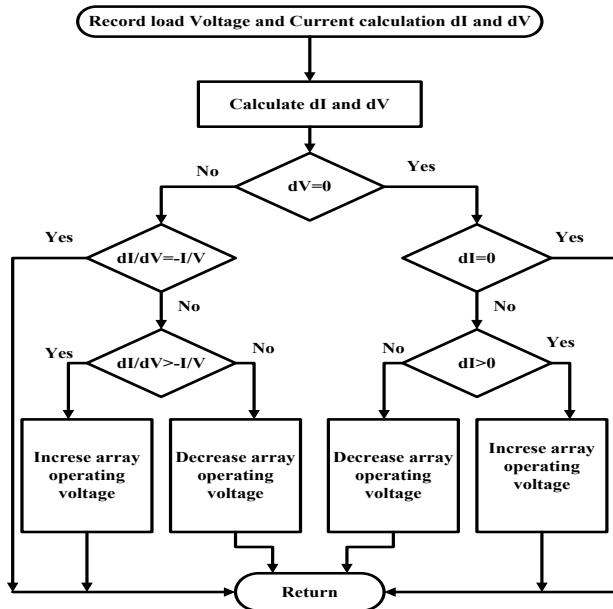 Record load Voltage and Current calculation dI and dV
Calculate dI and dV
No
Yes
dV=0
Yes
dI/dV=-I/V
dI=0
Yes
No
No
Yes
dI/dV>-I/V
No
No
dI>0
Yes
Increse array
operating
voltage
Decrease array
operating
voltage
Decrease array
operating
voltage
Increse array
operating
voltage
Return